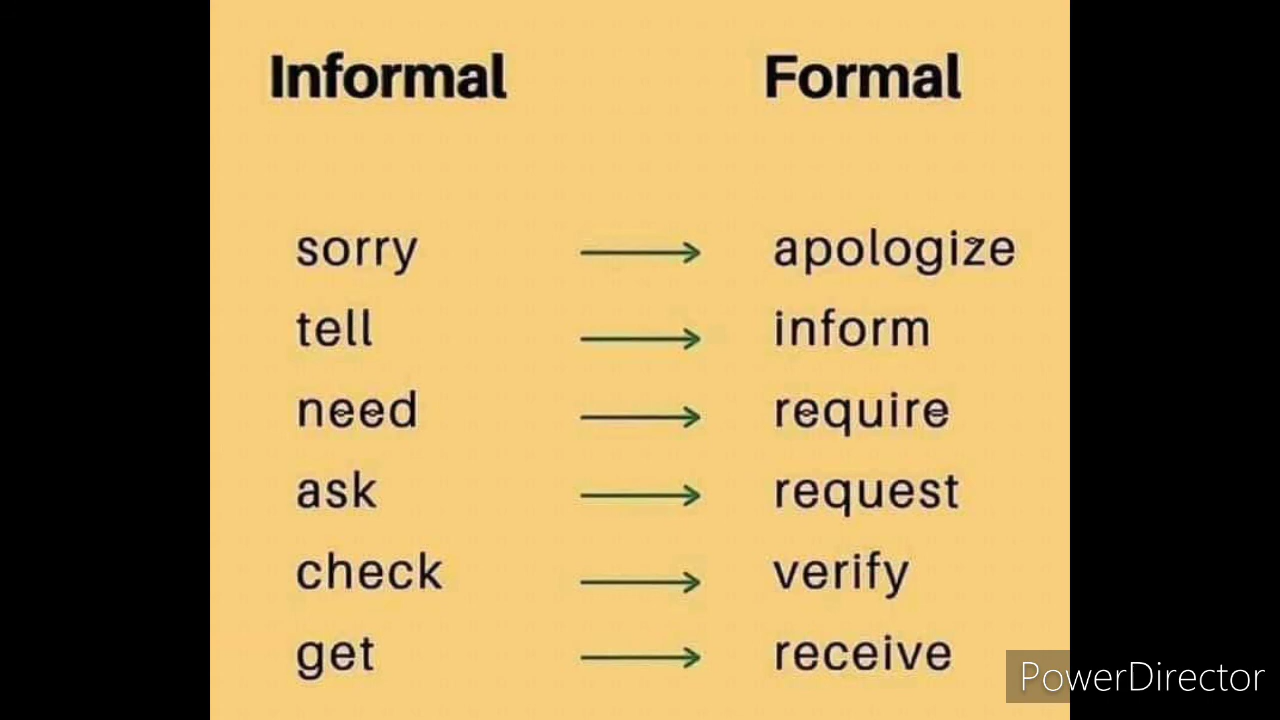 Informal Formal
sorry apologize
tell inform
need require
ask request
check verify
get receive
PowerDirector